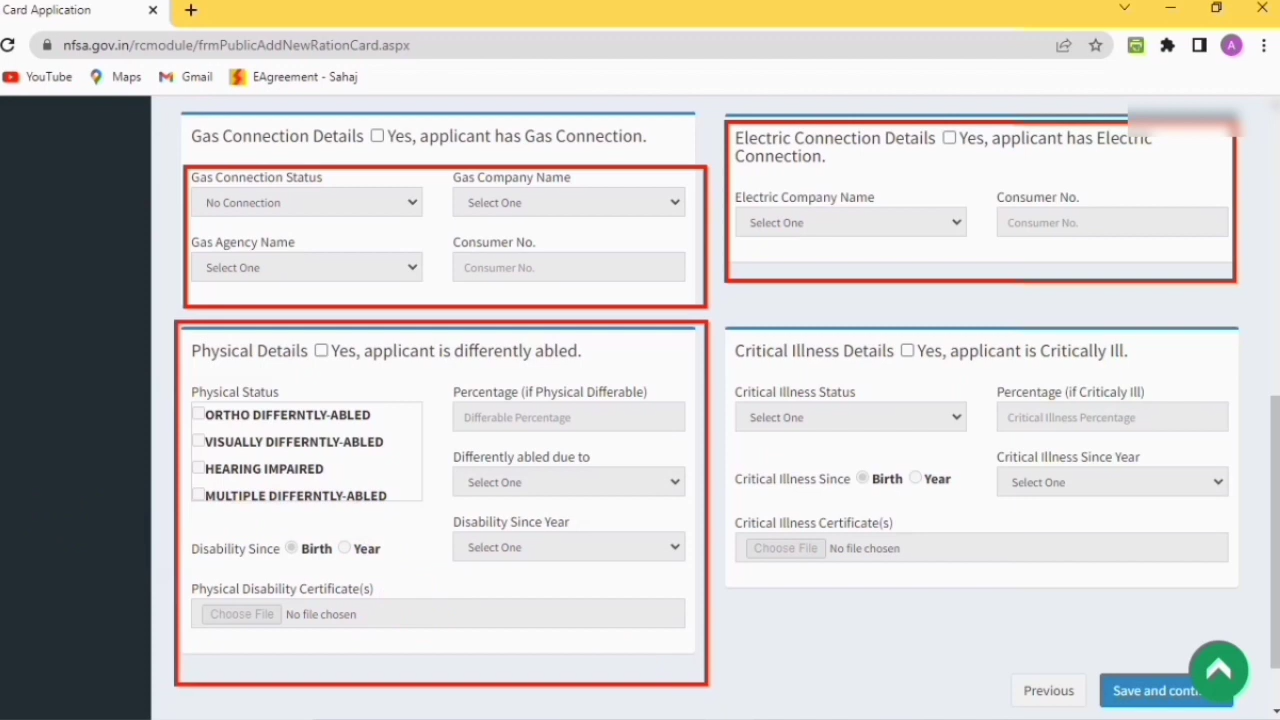 Card Application
nfsa.gov.in/rcmodule/frmPublicAddNewRationCard.aspx
A
YouTube Maps Gmail EAgreement - Sahaj
Gas Connection Details Yes, applicant has Gas Connection.
Gas Connection Status Gas Company Name
No Connection Select One
Gas Agency Name Consumer No.
Select One Consumer No.
Electric Connection Details Yes, applicant has Electric
Connection.
Electric Company Name Consumer No.
Select One Consumer No.
Physical Details Yes, applicant is differently abled.
Physical Status Percentage (if Physical Differable)
ORTHO DIFFERNTLY-ABLED Differable Percentage
VISUALLY DIFFERNTLY-ABLED
Differently abled due to
HEARING IMPAIRED
Select One
MULTIPLE DIFFERNTLY-ABLED
Disability Since Year
Disability Since Birth Year Select One
Physical Disability Certificate(s)
Choose File No file chosen
Critical Illness Details Yes, applicant is Critically Ill.
Critical Illness Status Percentage (if Criticaly Ill)
Select One Critical Illness Percentage
Critical Illness Since Year
Critical Illness Since Birth Year Select One
Critical Illness Certificate(s)
Choose File No file chosen
Previous Save and